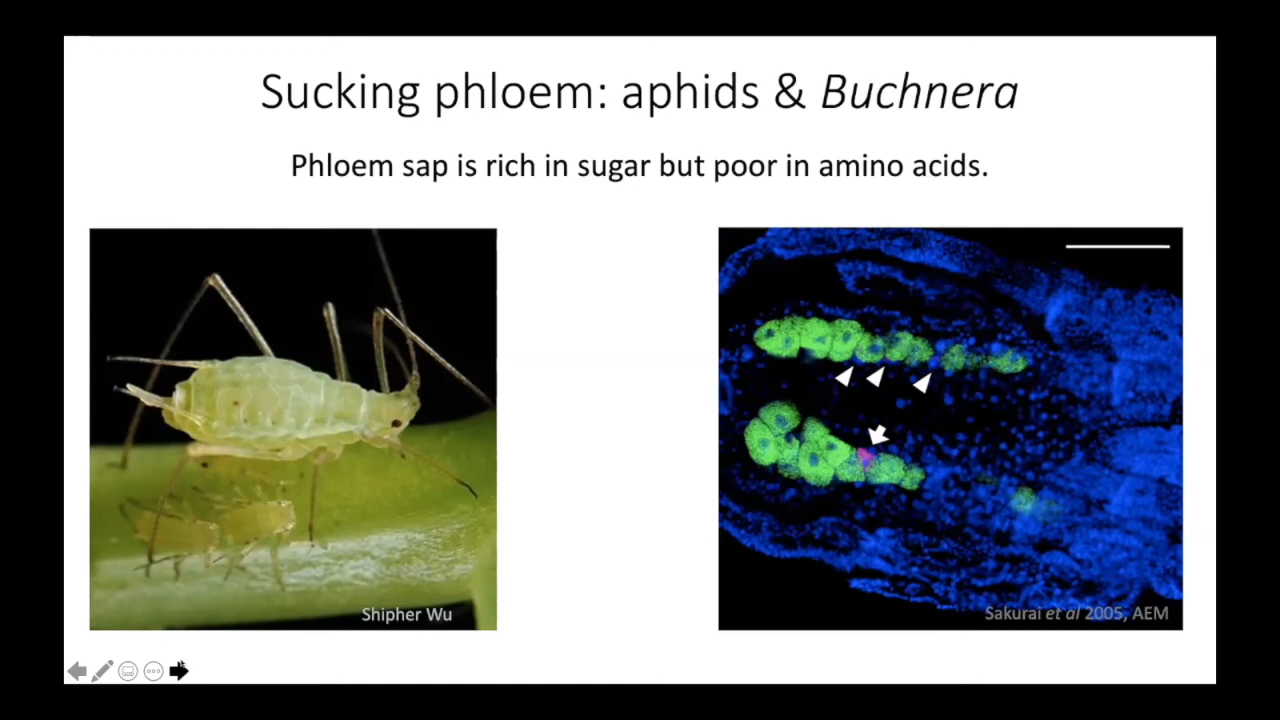 Sucking phloem: aphids & Buchnera
Phloem sap is rich in sugar but poor in amino acids.
Shipher Wu
Sakurai et al 2005, AEM